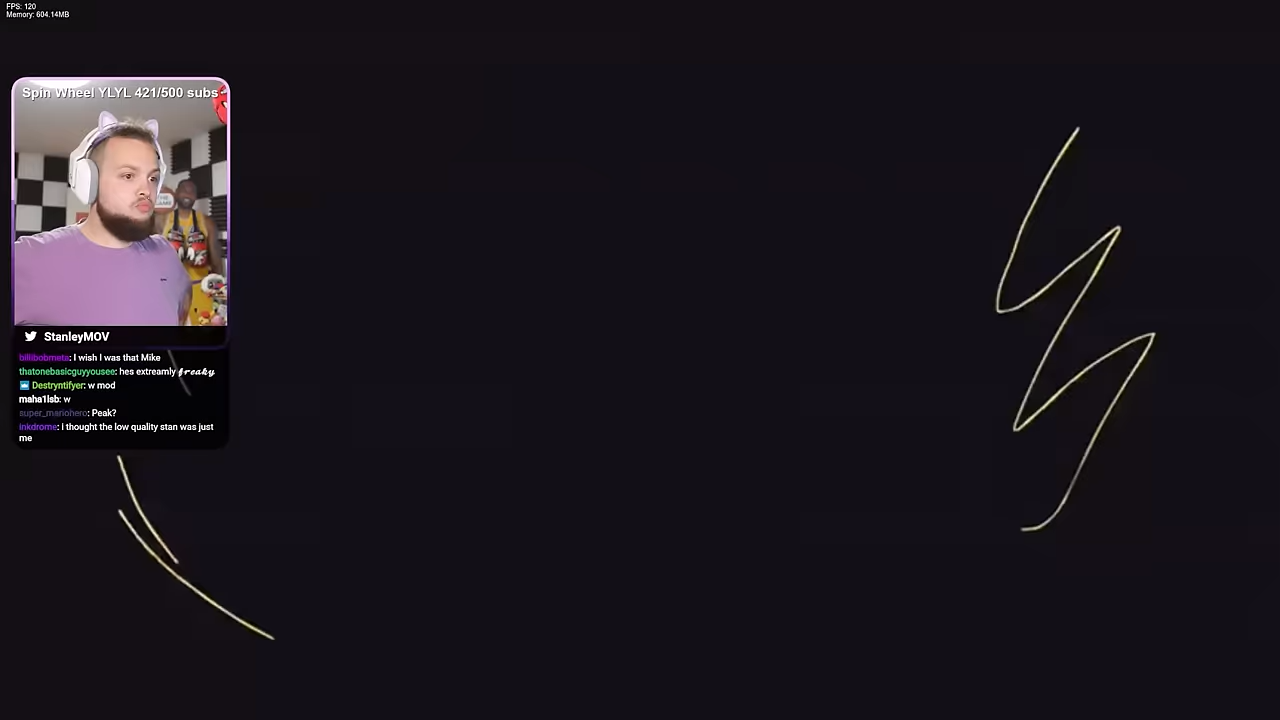 FPS: 120
Memory: 604.14MB
Spin Wheel YLYL 421/500 subs
StanleyMOV
billibobmeta: I wish I was that Mike
thatonebasicguyyousee: hes extreamly 𝓯𝓻𝓮𝓪𝓴𝔂
Destryntifyer: w mod
maha1lsb: w
super_mariohero: Peak?
inkdrome: i thought the low quality stan was just
me